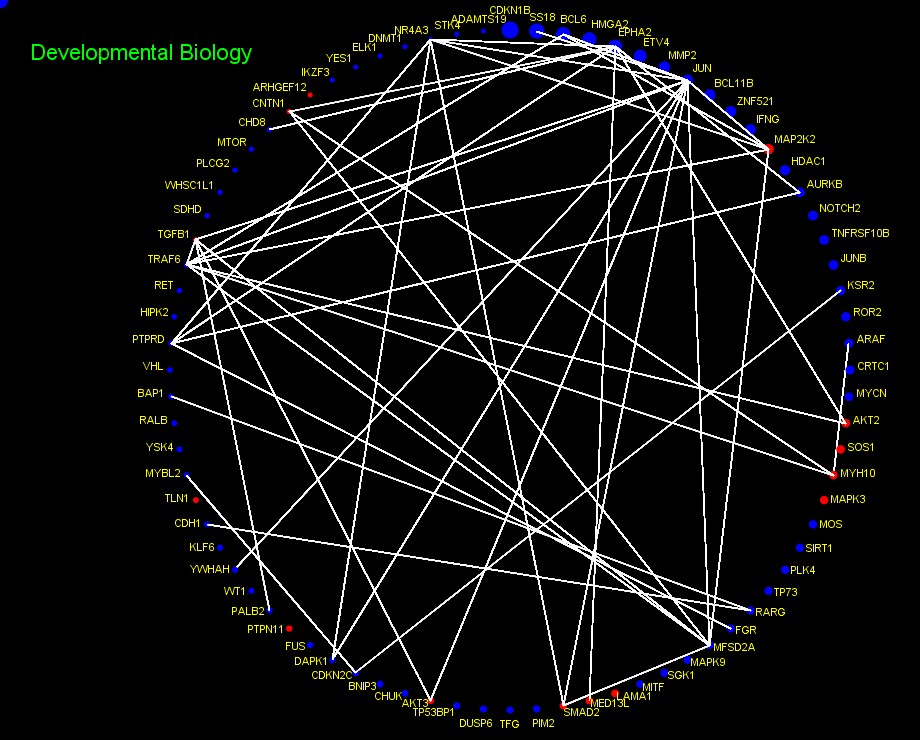 Developmental Biology
CDKN1B
SS18
BCL6
HMGA2
EPHA2
ETV4
MMP2
JUN
BCL11B
ZNF521
IFNG
MAP2K2
HDAC1
AURKB
NOTCH2
TNFRSF10B
JUNB
KSR2
ROR2
ARAF
CRTC1
MYCN
AKT2
SOS1
MYH10
MAPK3
MOS
SIRT1
PLK4
TP73
RARG
FGR
MFSD2A
MAPK9
SGK1
MITF
LAMA1
MED13L
SMAD2
PIM2
TFG
DUSP6
TP53BP1
AKT3
CHUK
BNIP3
CDKN2C
DAPK1
FUS
PTPN11
PALB2
WT1
YWHAH
KLF6
CDH1
TLN1
MYBL2
YSK4
RALB
BAP1
VHL
PTPRD
HIPK2
RET
TRAF6
TGFB1
SDHD
WHSC1L1
PLCG2
MTOR
CHD8
CNTN1
ARHGEF12
IKZF3
YES1
ELK1
DNMT1
NR4A3
STK4
ADAMTS19